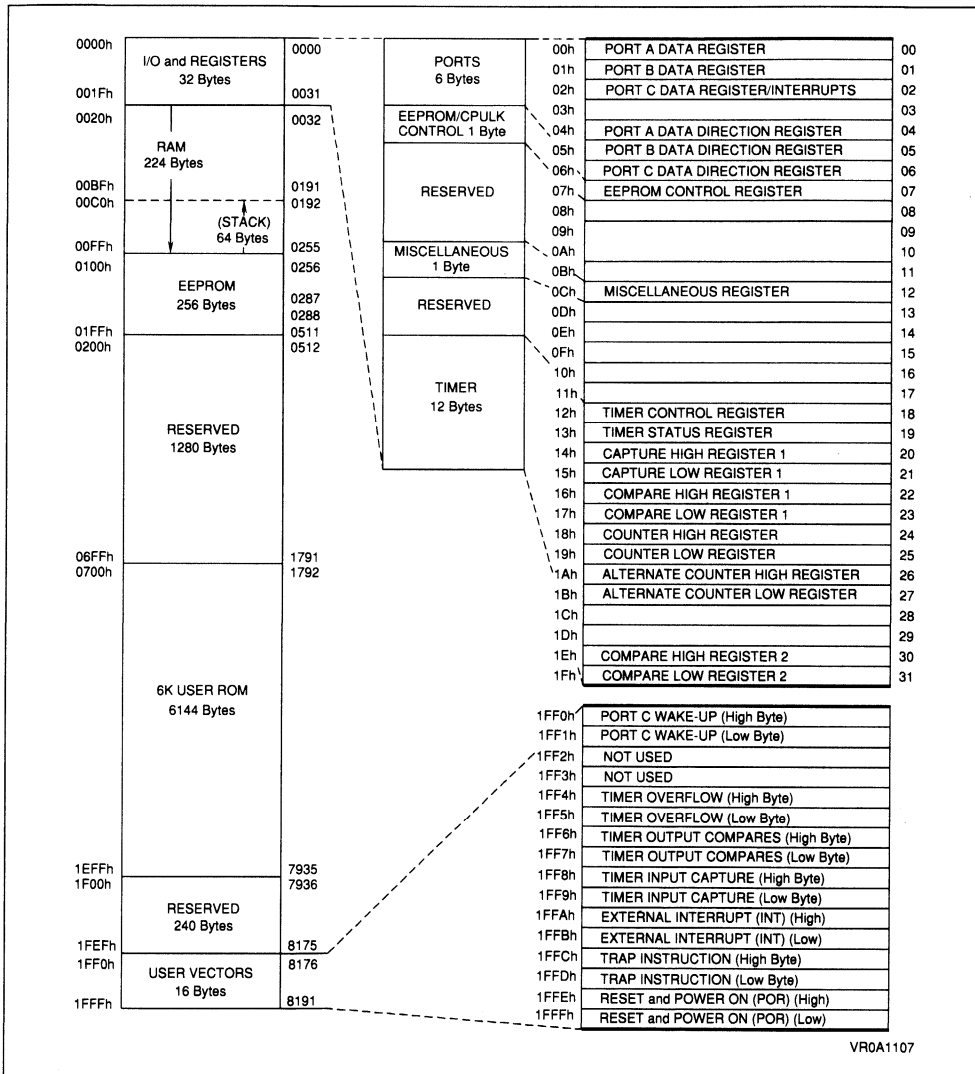 0000h
I/O and REGISTERS
32 Bytes
0000
001Fh
0031
0020h
0032
RAM
224 Bytes
00BFh
0191
00C0h
0192
(STACK)
64 Bytes
00FFh
0255
0100h
0256
EEPROM
256 Bytes
0287
0288
01FFh
0511
0200h
0512
RESERVED
1280 Bytes
06FFh
1791
0700h
1792
6K USER ROM
6144 Bytes
1EFFh
7935
1F00h
7936
RESERVED
240 Bytes
1FEFh
8175
1FF0h
8176
USER VECTORS
16 Bytes
1FFFh
8191
PORTS
6 Bytes
EEPROM/CPULK
CONTROL 1 Byte
RESERVED
MISCELLANEOUS
1 Byte
RESERVED
TIMER
12 Bytes
00h PORT A DATA REGISTER 00
01h PORT B DATA REGISTER 01
02h PORT C DATA REGISTER/INTERRUPTS 02
03h 03
04h PORT A DATA DIRECTION REGISTER 04
05h PORT B DATA DIRECTION REGISTER 05
06h PORT C DATA DIRECTION REGISTER 06
07h EEPROM CONTROL REGISTER 07
08h 08
09h 09
0Ah 10
0Bh 11
0Ch MISCELLANEOUS REGISTER 12
0Dh 13
0Eh 14
0Fh 15
10h 16
11h 17
12h TIMER CONTROL REGISTER 18
13h TIMER STATUS REGISTER 19
14h CAPTURE HIGH REGISTER 1 20
15h CAPTURE LOW REGISTER 1 21
16h COMPARE HIGH REGISTER 1 22
17h COMPARE LOW REGISTER 1 23
18h COUNTER HIGH REGISTER 24
19h COUNTER LOW REGISTER 25
1Ah ALTERNATE COUNTER HIGH REGISTER 26
1Bh ALTERNATE COUNTER LOW REGISTER 27
1Ch 28
1Dh 29
1Eh COMPARE HIGH REGISTER 2 30
1Fh COMPARE LOW REGISTER 2 31
1FF0h PORT C WAKE-UP (High Byte)
1FF1h PORT C WAKE-UP (Low Byte)
1FF2h NOT USED
1FF3h NOT USED
1FF4h TIMER OVERFLOW (High Byte)
1FF5h TIMER OVERFLOW (Low Byte)
1FF6h TIMER OUTPUT COMPARES (High Byte)
1FF7h TIMER OUTPUT COMPARES (Low Byte)
1FF8h TIMER INPUT CAPTURE (High Byte)
1FF9h TIMER INPUT CAPTURE (Low Byte)
1FFAh EXTERNAL INTERRUPT (INT) (High)
1FFBh EXTERNAL INTERRUPT (INT) (Low)
1FFCh TRAP INSTRUCTION (High Byte)
1FFDh TRAP INSTRUCTION (Low Byte)
1FFEh RESET and POWER ON (POR) (High)
1FFFh RESET and POWER ON (POR) (Low)
VR0A1107